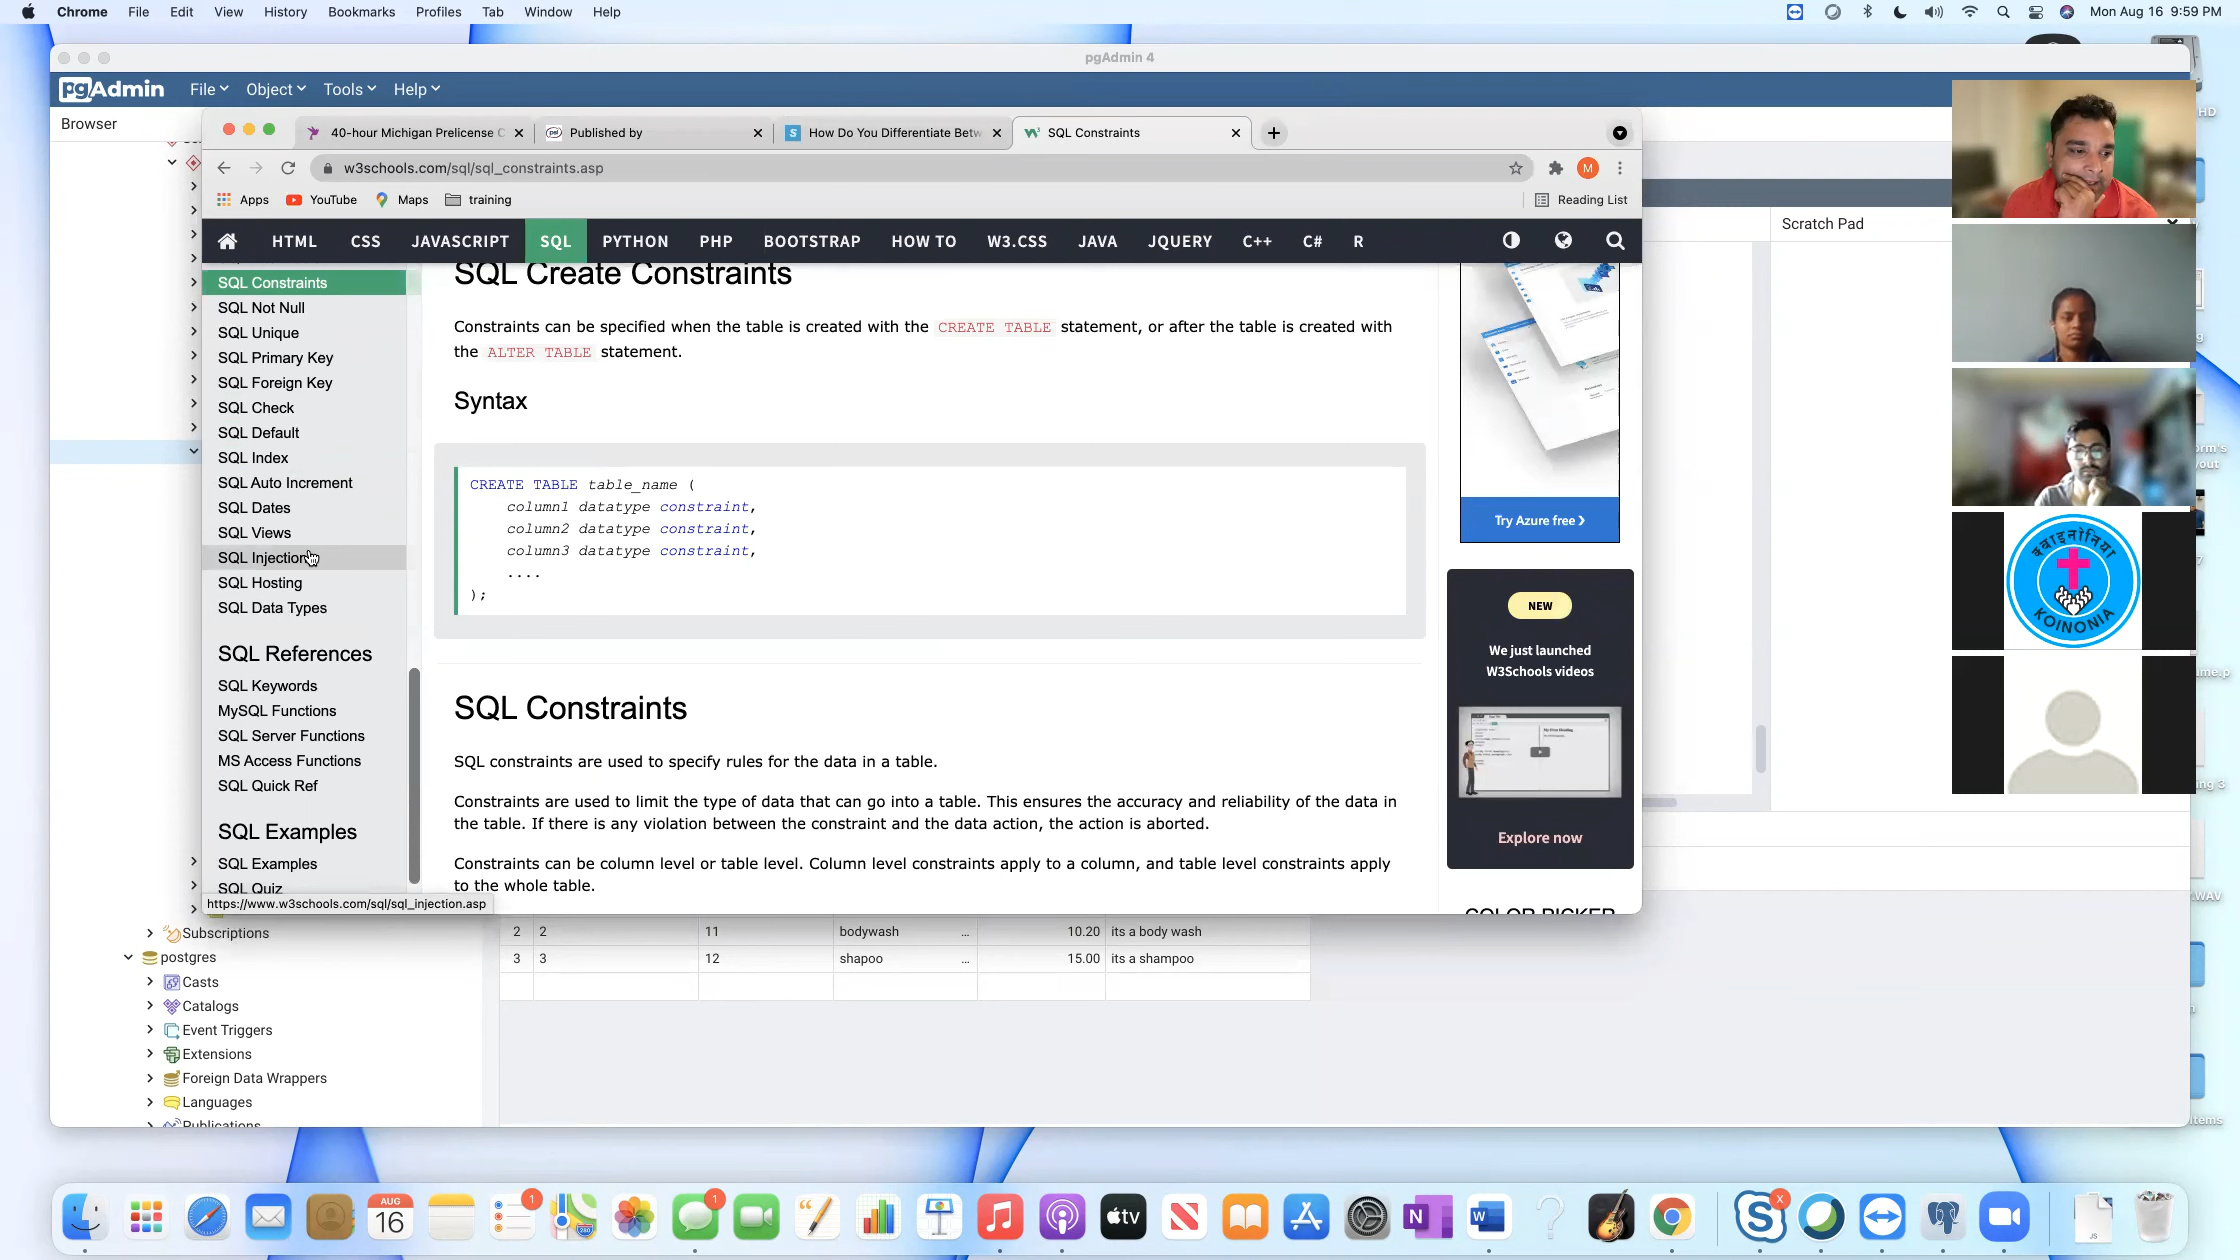 Chrome File Edit View History Bookmarks Profiles Tab Window Help
Mon Aug 16 9:59 PM
pgAdmin 4
pgAdmin File Object Tools Help
Browser
40-hour Michigan Prelicense C
Published by
How Do You Differentiate Betw
SQL Constraints
w3schools.com/sql/sql_constraints.asp
M
Apps YouTube Maps training
Reading List
HTML CSS JAVASCRIPT SQL PYTHON PHP BOOTSTRAP HOW TO W3.CSS JAVA JQUERY C++ C# R
Scratch Pad
SQL Constraints
SQL Not Null
SQL Unique
SQL Primary Key
SQL Foreign Key
SQL Check
SQL Default
SQL Index
SQL Auto Increment
SQL Dates
SQL Views
SQL Injection
SQL Hosting
SQL Data Types
SQL References
SQL Keywords
MySQL Functions
SQL Server Functions
MS Access Functions
SQL Quick Ref
SQL Examples
SQL Examples
SQL Quiz
https://www.w3schools.com/sql/sql_injection.asp
SQL Create Constraints
Constraints can be specified when the table is created with the CREATE TABLE statement, or after the table is created with
the ALTER TABLE statement.
Syntax
CREATE TABLE table_name (
column1 datatype constraint,
column2 datatype constraint,
column3 datatype constraint,
....
);
SQL Constraints
SQL constraints are used to specify rules for the data in a table.
Constraints are used to limit the type of data that can go into a table. This ensures the accuracy and reliability of the data in
the table. If there is any violation between the constraint and the data action, the action is aborted.
Constraints can be column level or table level. Column level constraints apply to a column, and table level constraints apply
to the whole table.
Try Azure free ❯
NEW
We just launched
W3Schools videos
Explore now
COLOR PICKER
क्वाइनोनिया
KOINONIA
HD
2 2 11 bodywash ... 10.20 its a body wash
3 3 12 shapoo ... 15.00 its a shampoo
Subscriptions
postgres
Casts
Catalogs
Event Triggers
Extensions
Foreign Data Wrappers
Languages
Publications
.WAV
AUG
16
1
1
tv
N
W
S
x
JS